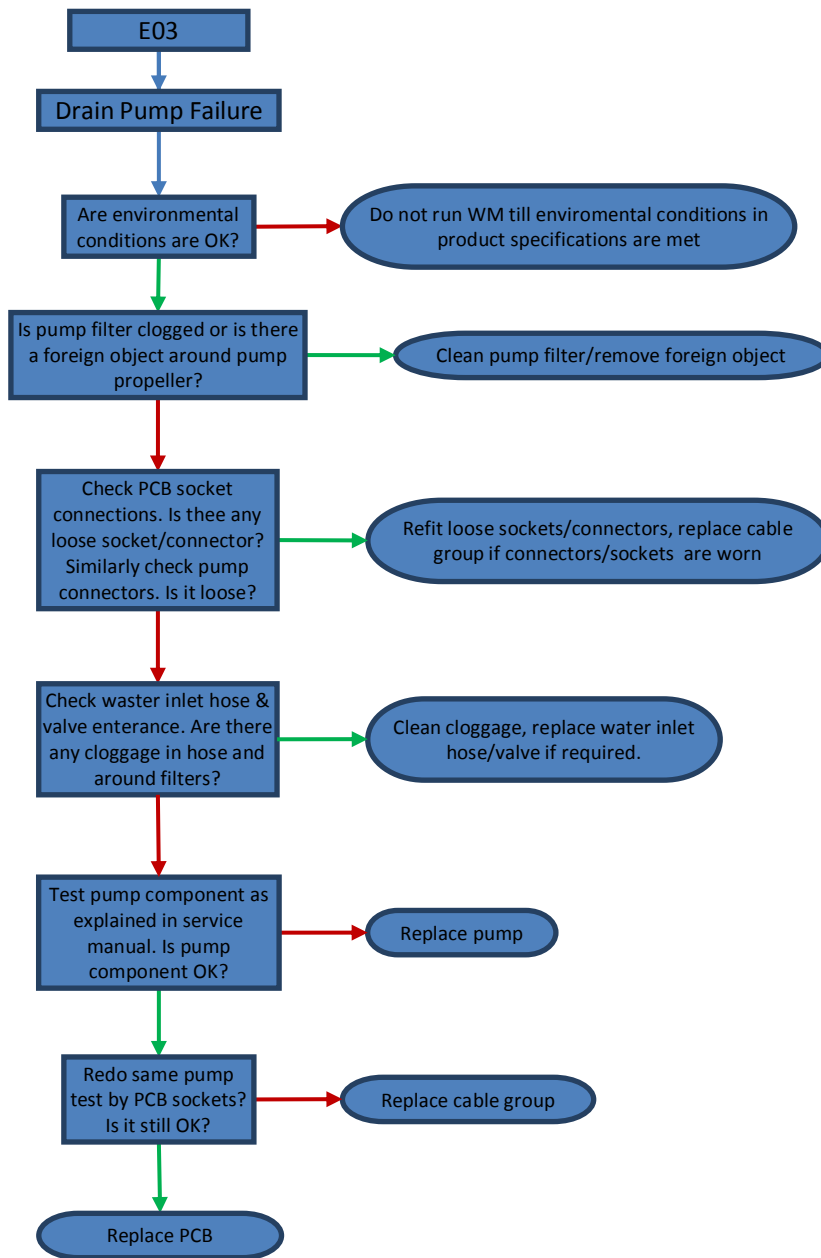 E03
Drain Pump Failure
Are environmental
conditions are OK?
Do not run WM till enviromental conditions in
product specifications are met
Is pump filter clogged or is there
a foreign object around pump
propeller?
Clean pump filter/remove foreign object
Check PCB socket
connections. Is thee any
loose socket/connector?
Similarly check pump
connectors. Is it loose?
Refit loose sockets/connectors, replace cable
group if connectors/sockets are worn
Check waster inlet hose &
valve enterance. Are there
any cloggage in hose and
around filters?
Clean cloggage, replace water inlet
hose/valve if required.
Test pump component as
explained in service
manual. Is pump
component OK?
Replace pump
Redo same pump
test by PCB sockets?
Is it still OK?
Replace cable group
Replace PCB